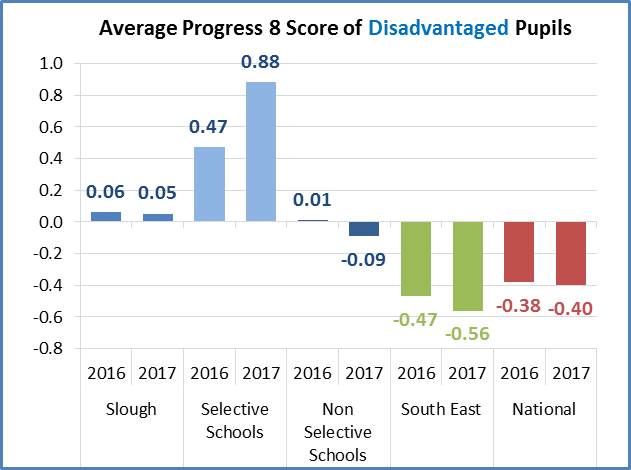 Average Progress 8 Score of Disadvantaged Pupils
1.0
0.8
0.6
0.4
0.2
0.0
-0.2
-0.4
-0.6
-0.8
0.06
0.05
0.47
0.88
0.01
-0.09
-0.47
-0.56
-0.38
-0.40
2016 2017 2016 2017 2016 2017 2016 2017 2016 2017
Slough
Selective
Schools
Non
Selective
Schools
South East
National